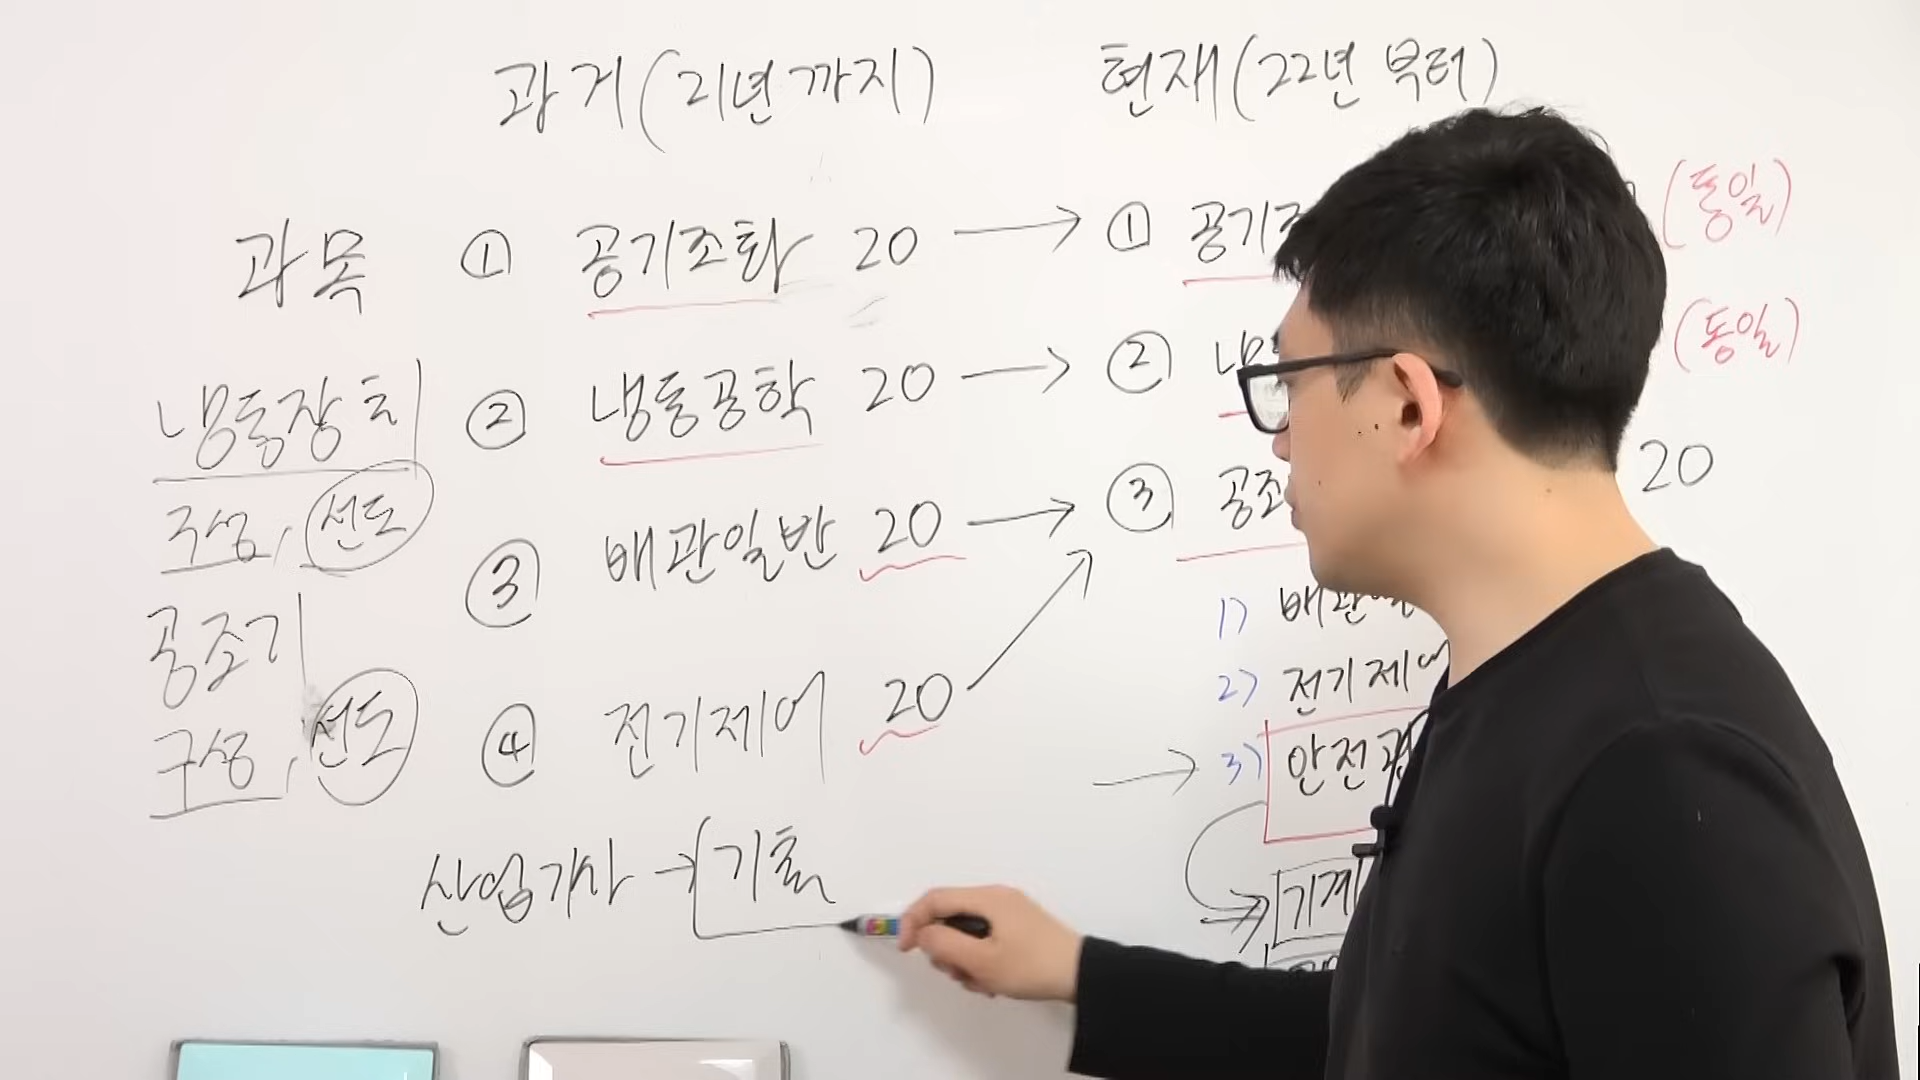 과거(21년까지) 현재(22년 부터)
과목 ① 공기조화 20 → ① 공기조 (동일)
냉동장치 ② 냉동공학 20 → ② 냉동 (동일)
구성, 선도 ③ 배관일반 20 → ③ 공조 20
공조기 1) 배관
구성, 선도 ④ 전기제어 20 2) 전기제어
→ 3) 안전관
산업기사 → 기출 기계